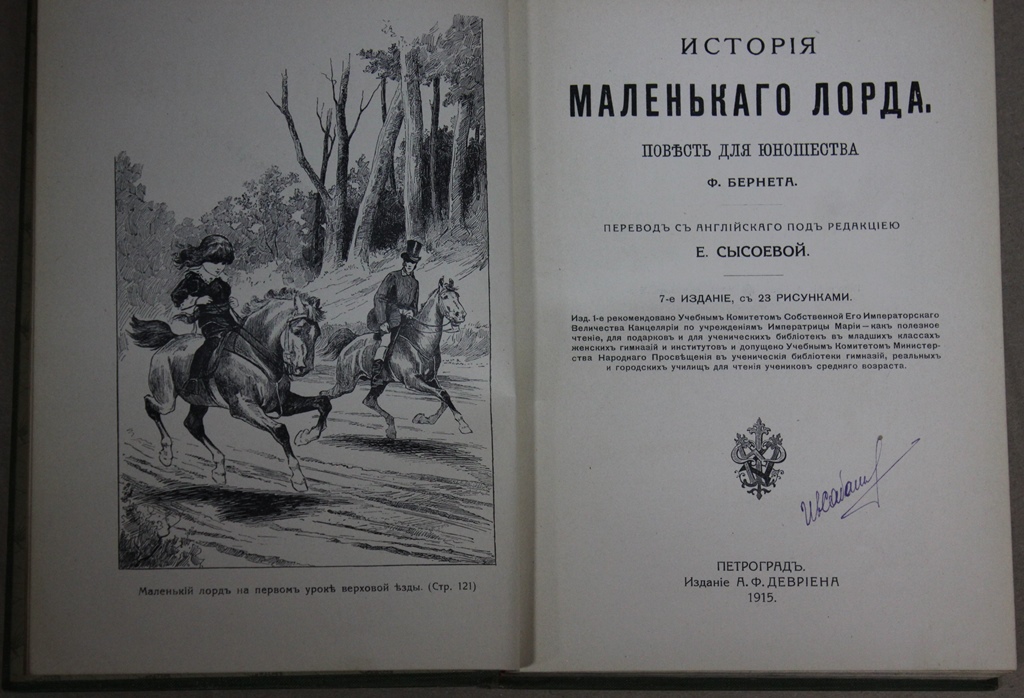 Маленькій лордъ на первомъ урокѣ верховой ѣзды. (Стр. 121)
ИСТОРІЯ
МАЛЕНЬКАГО ЛОРДА.
ПОВѢСТЬ ДЛЯ ЮНОШЕСТВА
Ф. БЕРНЕТА.
ПЕРЕВОДЪ СЪ АНГЛІЙСКАГО ПОДЪ РЕДАКЦІЕЮ
Е. СЫСОЕВОЙ.
7-е ИЗДАНІЕ, съ 23 РИСУНКАМИ.
Изд. 1-е рекомендовано Учебнымъ Комитетомъ Собственной Его Императорскаго
Величества Канцеляріи по учрежденіямъ Императрицы Маріи—какъ полезное
чтеніе, для подарковъ и для ученическихъ библіотекъ въ младшихъ классахъ
женскихъ гимназій и институтовъ и допущено Учебнымъ Комитетомъ Министер-
ства Народнаго Просвѣщенія въ ученическія библіотеки гимназій, реальныхъ
и городскихъ училищъ для чтенія учениковъ средняго возраста.
ПЕТРОГРАДЪ.
Изданіе А. Ф. ДЕВРІЕНА
1915.